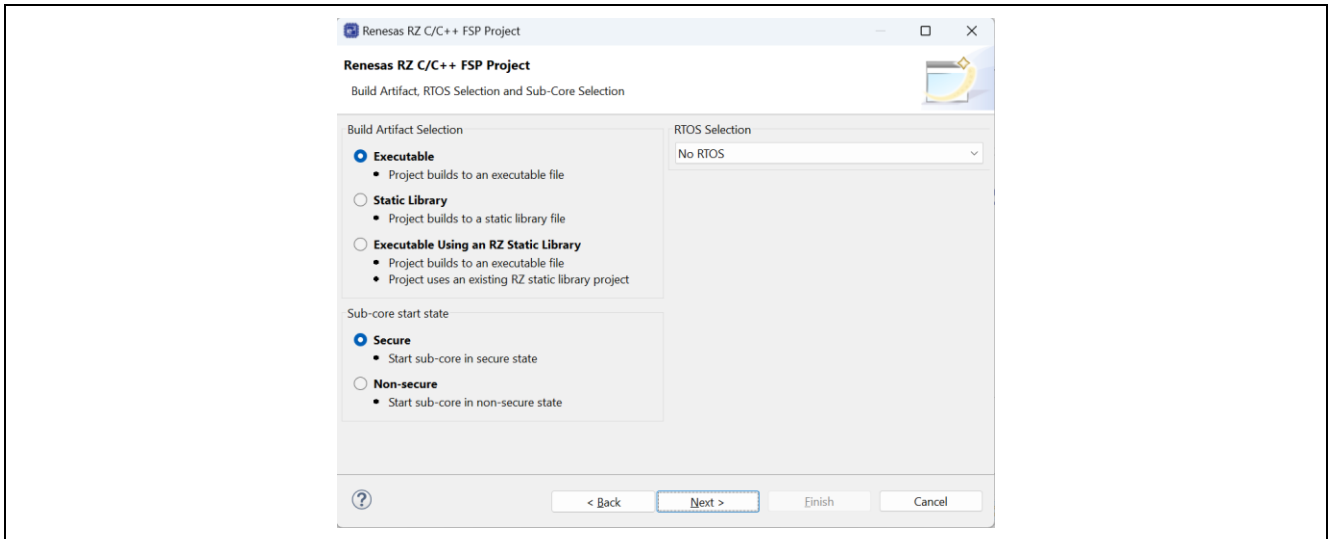 Renesas RZ C/C++ FSP Project
Renesas RZ C/C++ FSP Project
Build Artifact, RTOS Selection and Sub-Core Selection
Build Artifact Selection
Executable
• Project builds to an executable file
Static Library
• Project builds to a static library file
Executable Using an RZ Static Library
• Project builds to an executable file
• Project uses an existing RZ static library project
Sub-core start state
Secure
• Start sub-core in secure state
Non-secure
• Start sub-core in non-secure state
RTOS Selection
No RTOS
?
< Back
Next >
Finish
Cancel